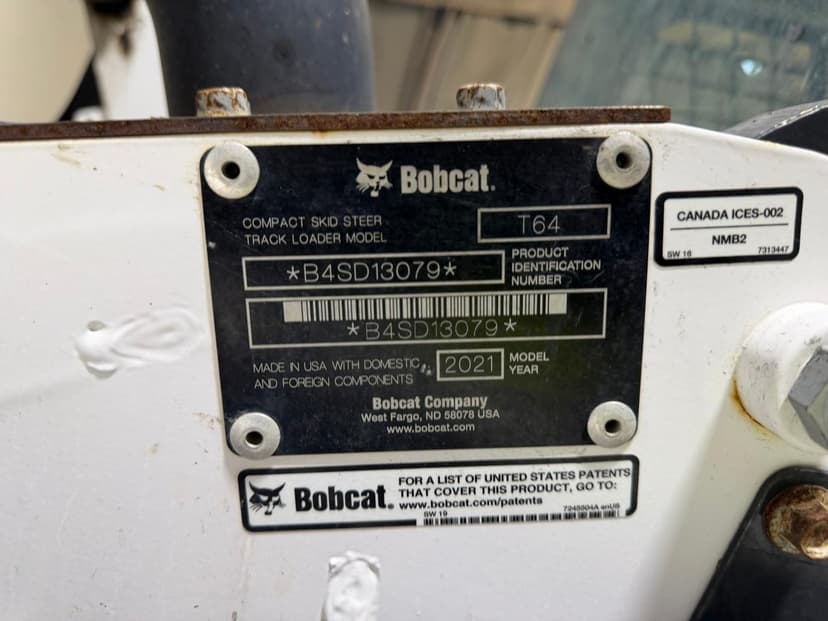 Bobcat.
COMPACT SKID STEER
TRACK LOADER MODEL
T64
*B4SD13079*
PRODUCT
IDENTIFICATION
NUMBER
*B4SD13079*
MADE IN USA WITH DOMESTIC
AND FOREIGN COMPONENTS
2021
MODEL
YEAR
Bobcat Company
West Fargo, ND 58078 USA
www.bobcat.com
CANADA ICES-002
NMB2
SW 16
7313447
Bobcat.
FOR A LIST OF UNITED STATES PATENTS
THAT COVER THIS PRODUCT, GO TO:
www.bobcat.com/patents
SW 19
7245504A enUS